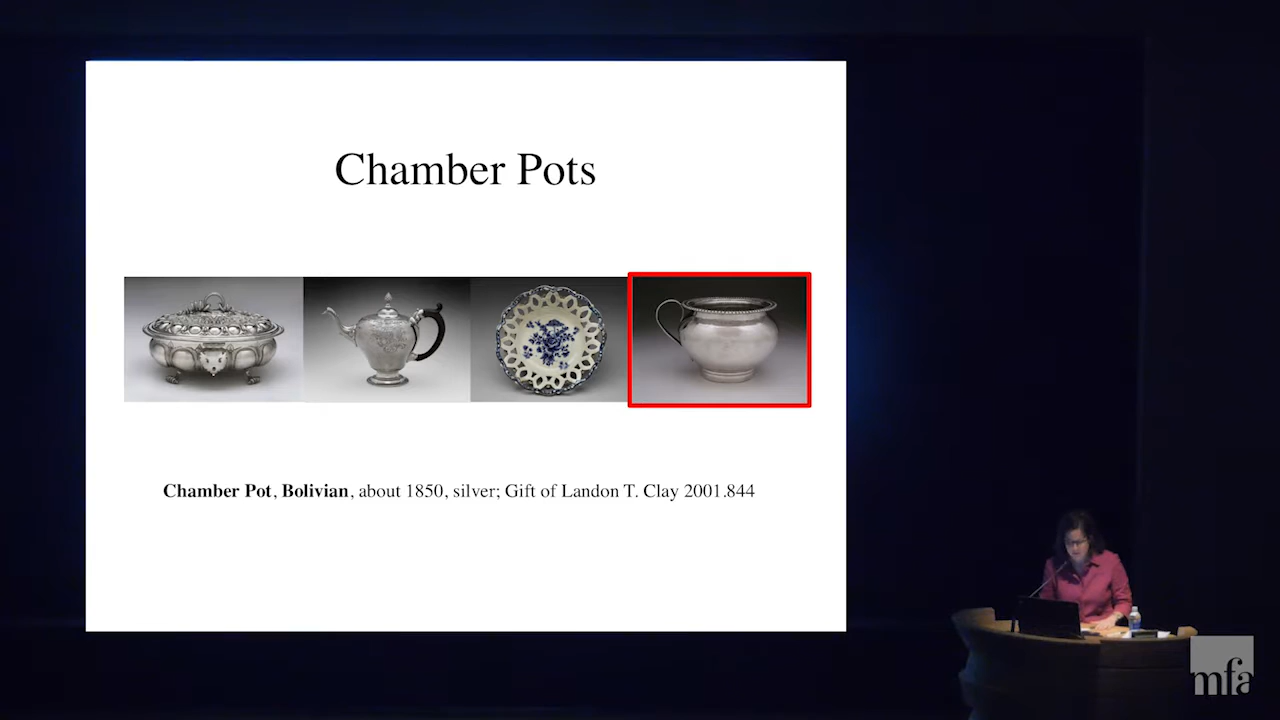 Chamber Pots
Chamber Pot, Bolivian, about 1850, silver; Gift of Landon T. Clay 2001.844
mfa